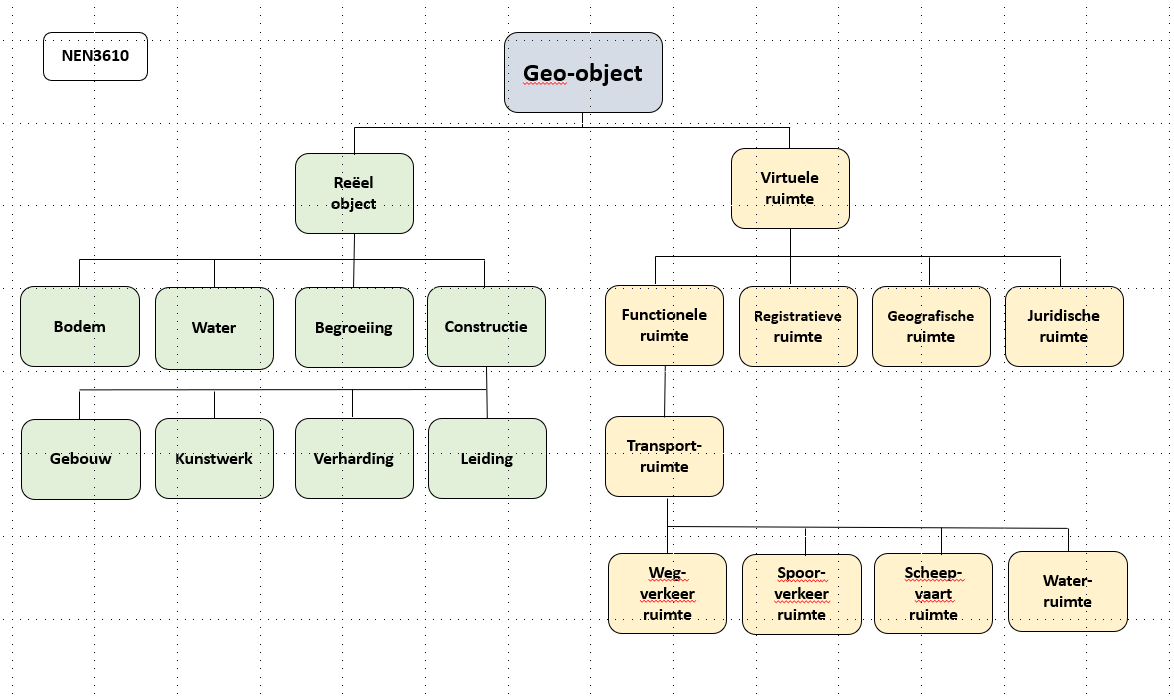 NEN3610
Geo-object
Reëel
object
Virtuele
ruimte
Bodem
Water
Begroeiing
Constructie
Functionele
ruimte
Registratieve
ruimte
Geografische
ruimte
Juridische
ruimte
Gebouw
Kunstwerk
Verharding
Leiding
Transport-
ruimte
Weg-
verkeer
ruimte
Spoor-
verkeer
ruimte
Scheep-
vaart
ruimte
Water-
ruimte